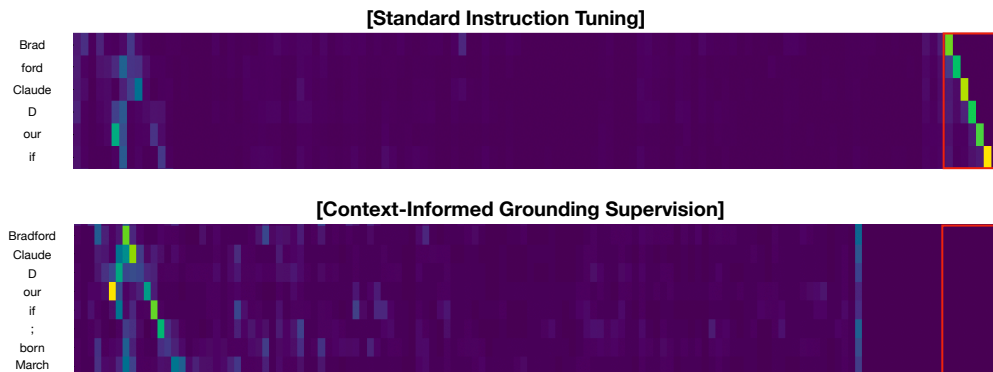 [Standard Instruction Tuning]
Brad
ford
Claude
D
our
if
[Context-Informed Grounding Supervision]
Bradford
Claude
D
our
if
;
born
March